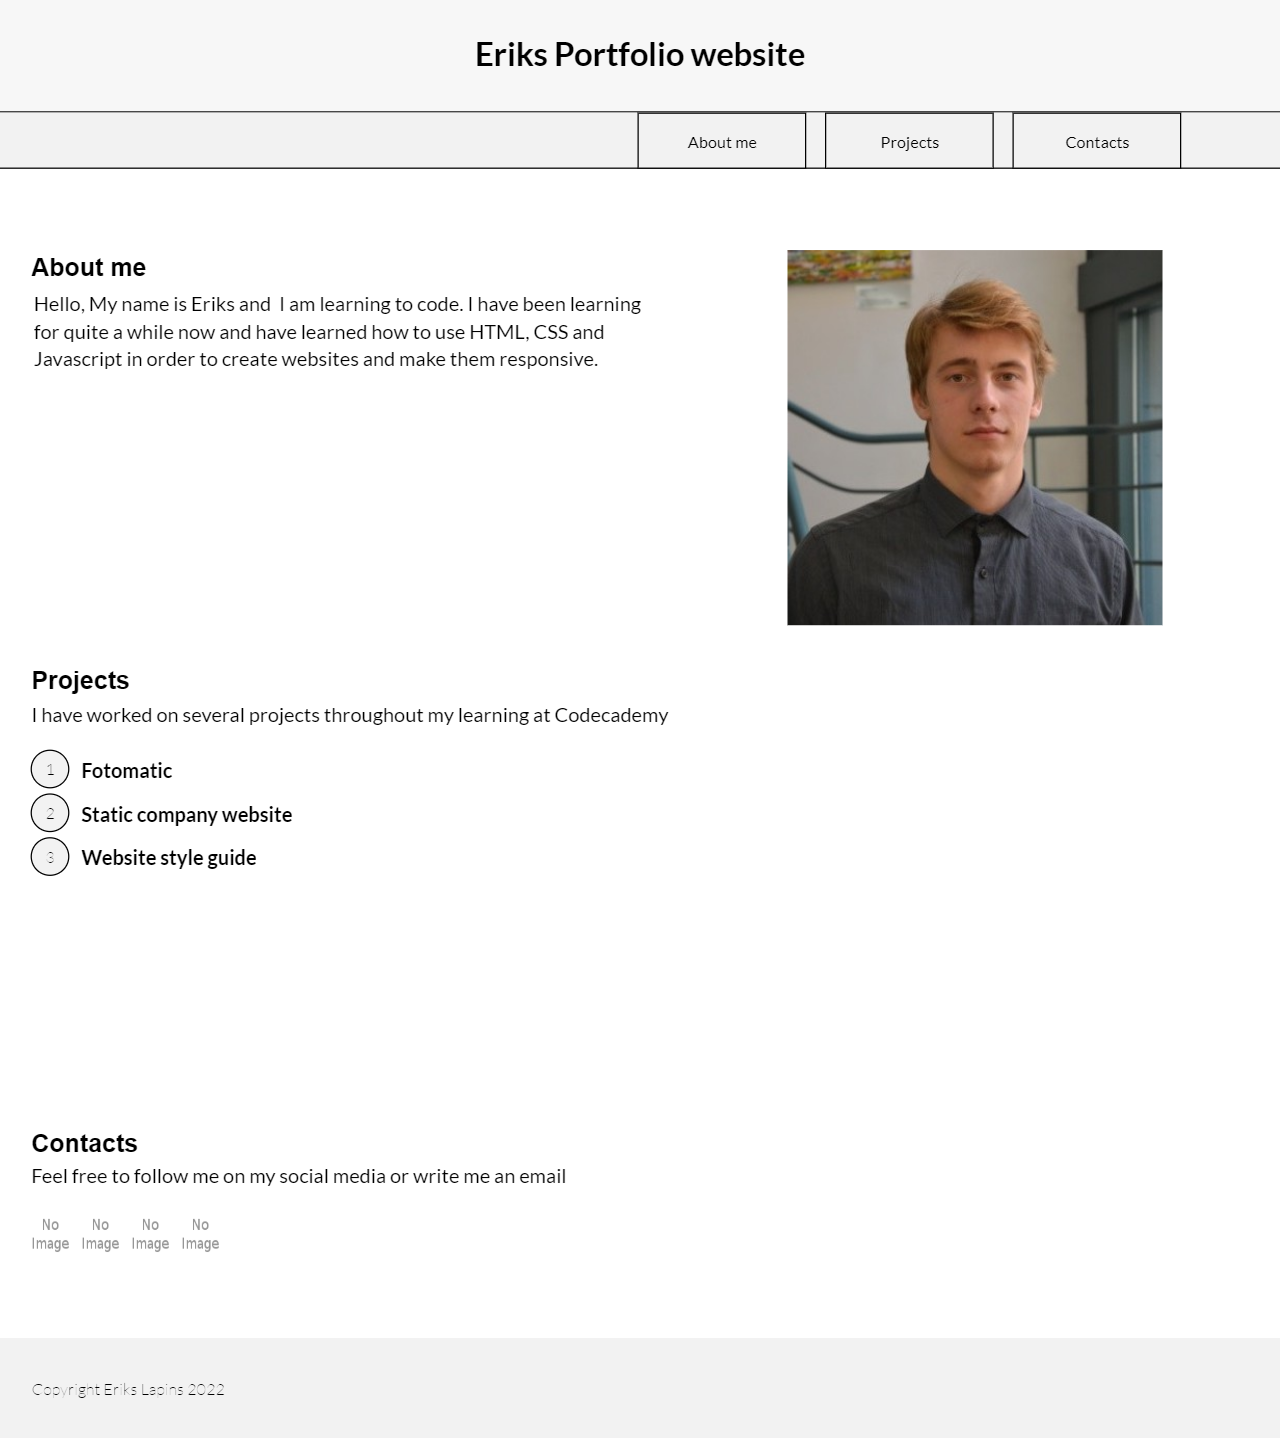 Eriks Portfolio website
About me
Projects
Contacts
About me
Hello, My name is Eriks and  I am learning to code. I have been learning
for quite a while now and have learned how to use HTML, CSS and
Javascript in order to create websites and make them responsive.
Projects
I have worked on several projects throughout my learning at Codecademy
1 Fotomatic
2 Static company website
3 Website style guide
Contacts
Feel free to follow me on my social media or write me an email
No No No No
Image Image Image Image
Copyright Eriks Lapins 2022